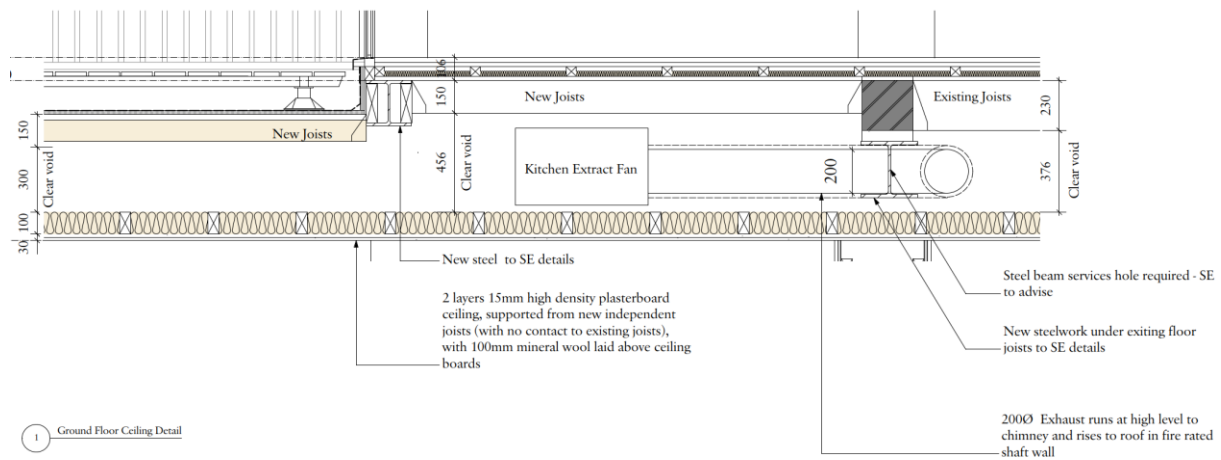 106
150
New Joists
Existing Joists
230
150
New Joists
Clear void
300
456
Clear void
Kitchen Extract Fan
200
376
Clear void
100
30
New steel to SE details
2 layers 15mm high density plasterboard
ceiling, supported from new independent
joists (with no contact to existing joists),
with 100mm mineral wool laid above ceiling
boards
Steel beam services hole required - SE
to advise
New steelwork under exiting floor
joists to SE details
200Ø Exhaust runs at high level to
chimney and rises to roof in fire rated
shaft wall
1
Ground Floor Ceiling Detail